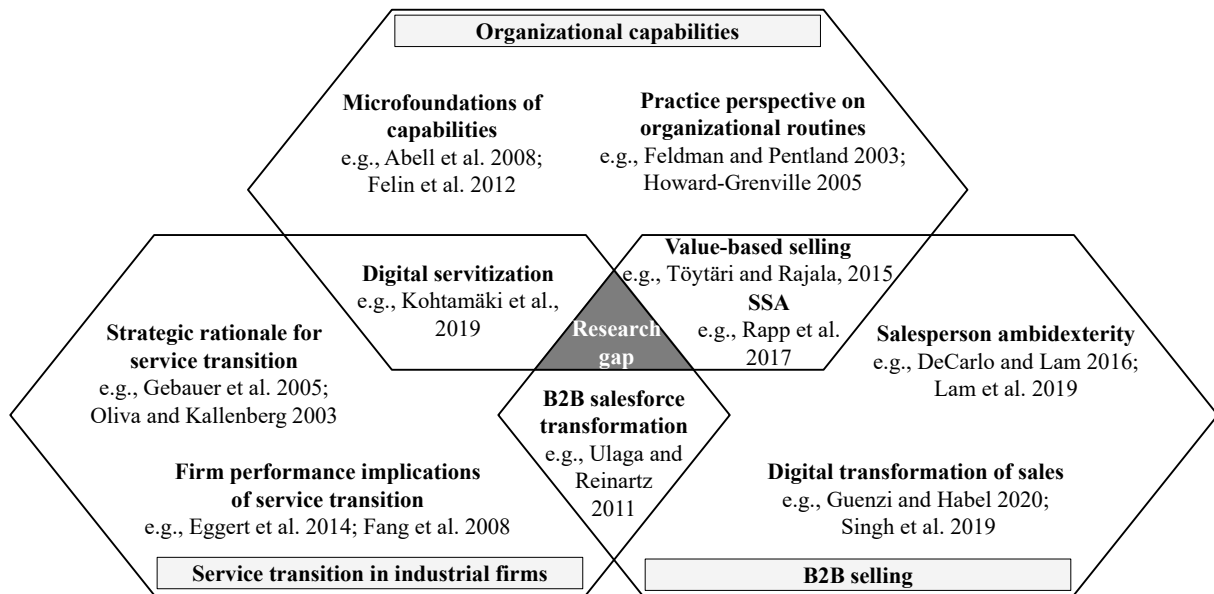 Organizational capabilities
Microfoundations of
capabilities
e.g., Abell et al. 2008;
Felin et al. 2012
Practice perspective on
organizational routines
e.g., Feldman and Pentland 2003;
Howard-Grenville 2005
Digital servitization
e.g., Kohtamäki et al.,
2019
Value-based selling
e.g., Töytäri and Rajala, 2015
SSA
e.g., Rapp et al.
2017
Research
gap
Strategic rationale for
service transition
e.g., Gebauer et al. 2005;
Oliva and Kallenberg 2003
Firm performance implications
of service transition
e.g., Eggert et al. 2014; Fang et al. 2008
Service transition in industrial firms
B2B salesforce
transformation
e.g., Ulaga and
Reinartz
2011
Salesperson ambidexterity
e.g., DeCarlo and Lam 2016;
Lam et al. 2019
Digital transformation of sales
e.g., Guenzi and Habel 2020;
Singh et al. 2019
B2B selling